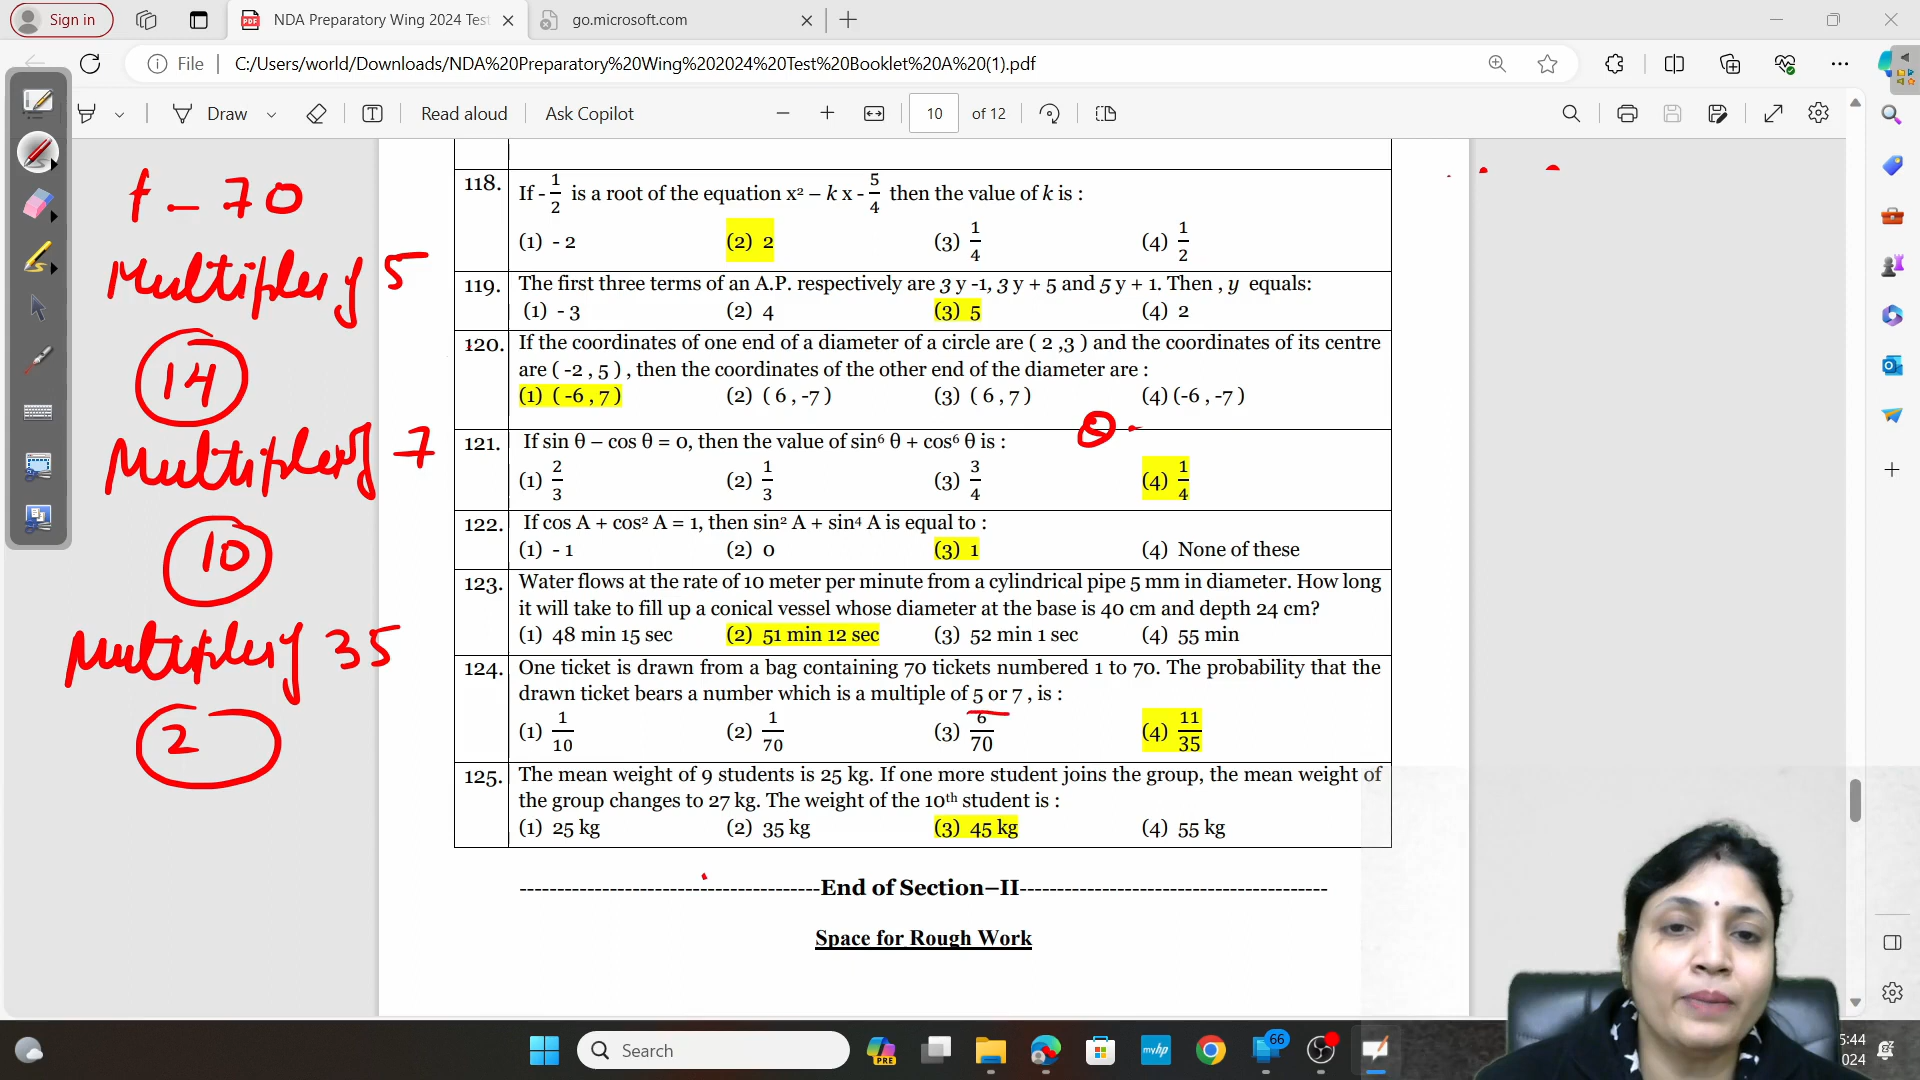 Sign in
NDA Preparatory Wing 2024 Test
go.microsoft.com
File
C:/Users/world/Downloads/NDA%20Preparatory%20Wing%202024%20Test%20Booklet%20A%20(1).pdf
Draw
Read aloud
Ask Copilot
10 of 12
118. If - 1/2 is a root of the equation x² – k x - 5/4 then the value of k is :
(1) - 2 (2) 2 (3) 1/4 (4) 1/2
119. The first three terms of an A.P. respectively are 3 y -1, 3 y + 5 and 5 y + 1. Then , y equals:
(1) - 3 (2) 4 (3) 5 (4) 2
120. If the coordinates of one end of a diameter of a circle are ( 2 ,3 ) and the coordinates of its centre
are ( -2 , 5 ) , then the coordinates of the other end of the diameter are :
(1) ( -6 , 7 ) (2) ( 6 , -7 ) (3) ( 6 , 7 ) (4) (-6 , -7 )
121. If sin θ – cos θ = 0, then the value of sin⁶ θ + cos⁶ θ is :
(1) 2/3 (2) 1/3 (3) 3/4 (4) 1/4
122. If cos A + cos² A = 1, then sin² A + sin⁴ A is equal to :
(1) - 1 (2) 0 (3) 1 (4) None of these
123. Water flows at the rate of 10 meter per minute from a cylindrical pipe 5 mm in diameter. How long
it will take to fill up a conical vessel whose diameter at the base is 40 cm and depth 24 cm?
(1) 48 min 15 sec (2) 51 min 12 sec (3) 52 min 1 sec (4) 55 min
124. One ticket is drawn from a bag containing 70 tickets numbered 1 to 70. The probability that the
drawn ticket bears a number which is a multiple of 5 or 7 , is :
(1) 1/10 (2) 1/70 (3) 6/70 (4) 11/35
125. The mean weight of 9 students is 25 kg. If one more student joins the group, the mean weight of
the group changes to 27 kg. The weight of the 10th student is :
(1) 25 kg (2) 35 kg (3) 45 kg (4) 55 kg
----------------------------------------End of Section–II-----------------------------------------
Space for Rough Work
70
Multiple of 5
14
Multiple of 7
10
Multiple of 35
2
Search
PRE
myhp
66
5:44
024